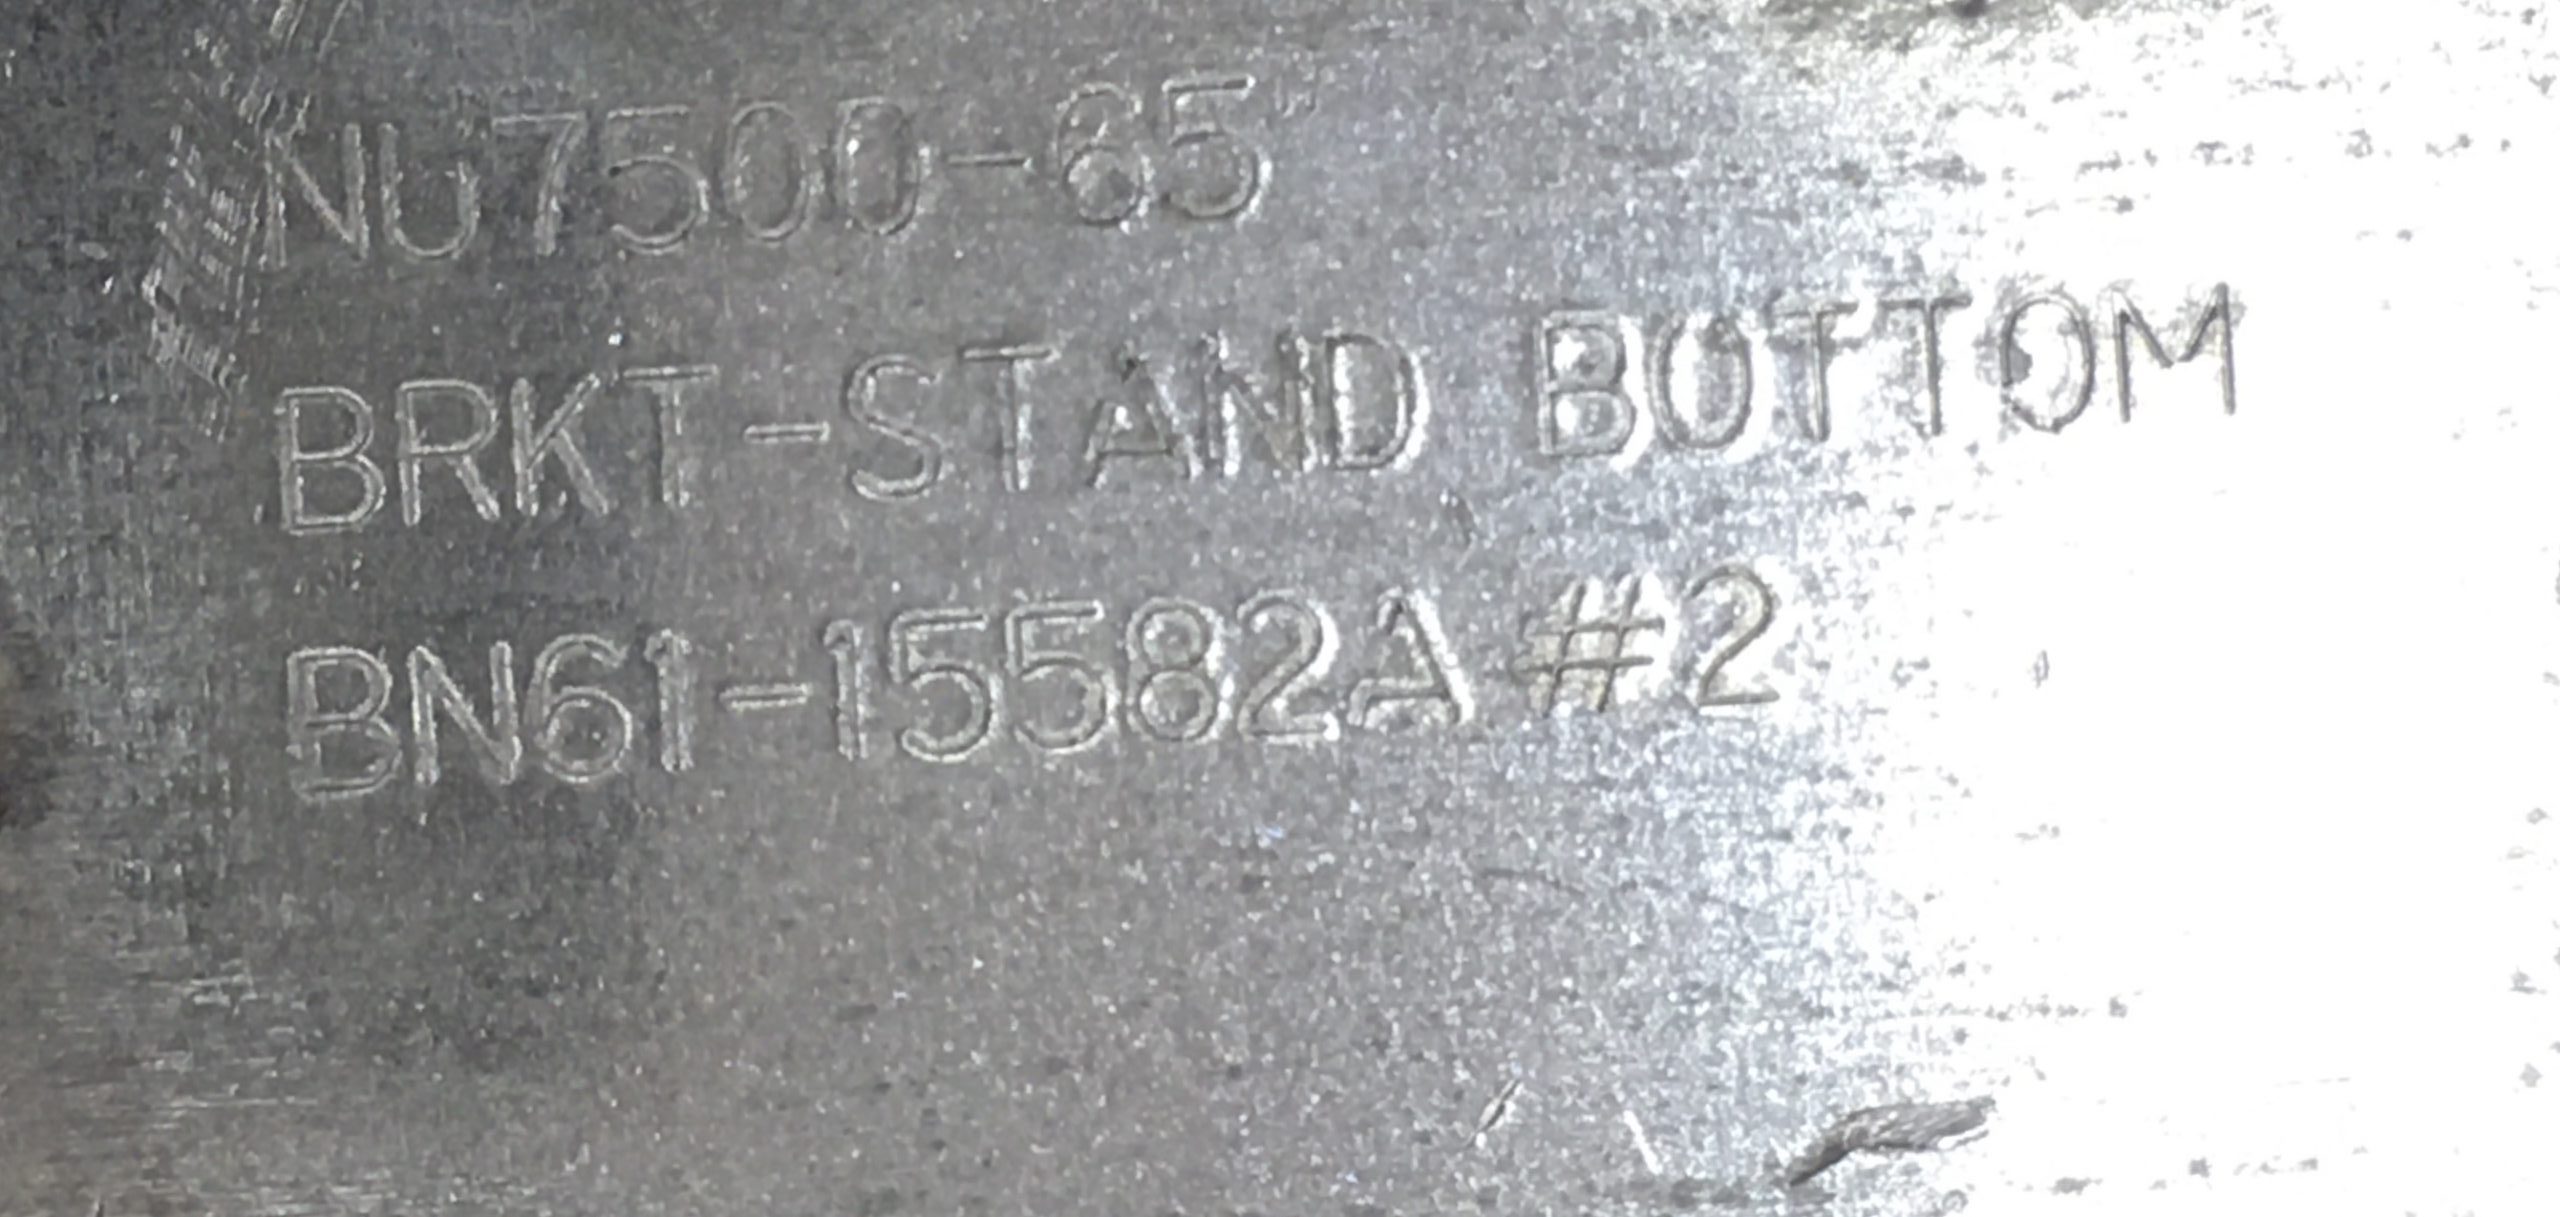 NU7500-65"
BRKT-STAND BOTTOM
BN61-15582A #2